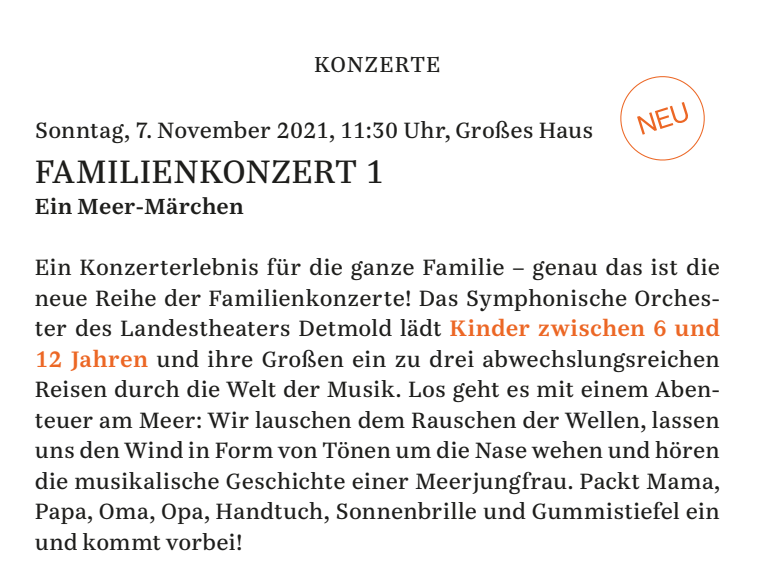 KONZERTE
NEU
Sonntag, 7. November 2021, 11:30 Uhr, Großes Haus
FAMILIENKONZERT 1
Ein Meer-Märchen
Ein Konzerterlebnis für die ganze Familie – genau das ist die
neue Reihe der Familienkonzerte! Das Symphonische Orches-
ter des Landestheaters Detmold lädt Kinder zwischen 6 und
12 Jahren und ihre Großen ein zu drei abwechslungsreichen
Reisen durch die Welt der Musik. Los geht es mit einem Aben-
teuer am Meer: Wir lauschen dem Rauschen der Wellen, lassen
uns den Wind in Form von Tönen um die Nase wehen und hören
die musikalische Geschichte einer Meerjungfrau. Packt Mama,
Papa, Oma, Opa, Handtuch, Sonnenbrille und Gummistiefel ein
und kommt vorbei!